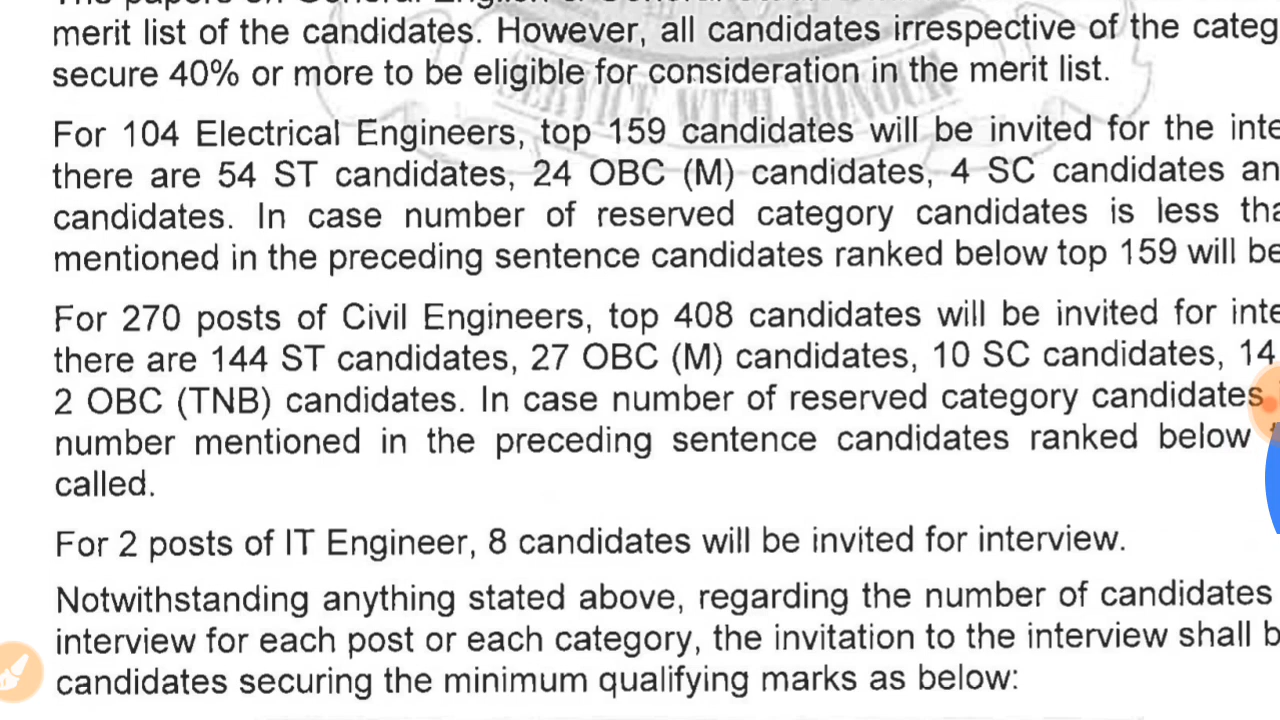 merit list of the candidates. However, all candidates irrespective of the categ
secure 40% or more to be eligible for consideration in the merit list.
For 104 Electrical Engineers, top 159 candidates will be invited for the inte
there are 54 ST candidates, 24 OBC (M) candidates, 4 SC candidates an
candidates. In case number of reserved category candidates is less tha
mentioned in the preceding sentence candidates ranked below top 159 will be
For 270 posts of Civil Engineers, top 408 candidates will be invited for inte
there are 144 ST candidates, 27 OBC (M) candidates, 10 SC candidates, 14
2 OBC (TNB) candidates. In case number of reserved category candidates
number mentioned in the preceding sentence candidates ranked below
called.
For 2 posts of IT Engineer, 8 candidates will be invited for interview.
Notwithstanding anything stated above, regarding the number of candidates
interview for each post or each category, the invitation to the interview shall b
candidates securing the minimum qualifying marks as below: